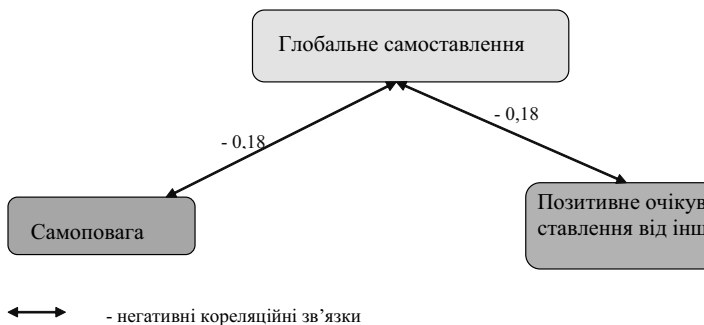 Глобальне самоставлення
- 0,18
- 0,18
Самоповага
Позитивне очікув
ставлення від інш
- негативні кореляційні зв’язки